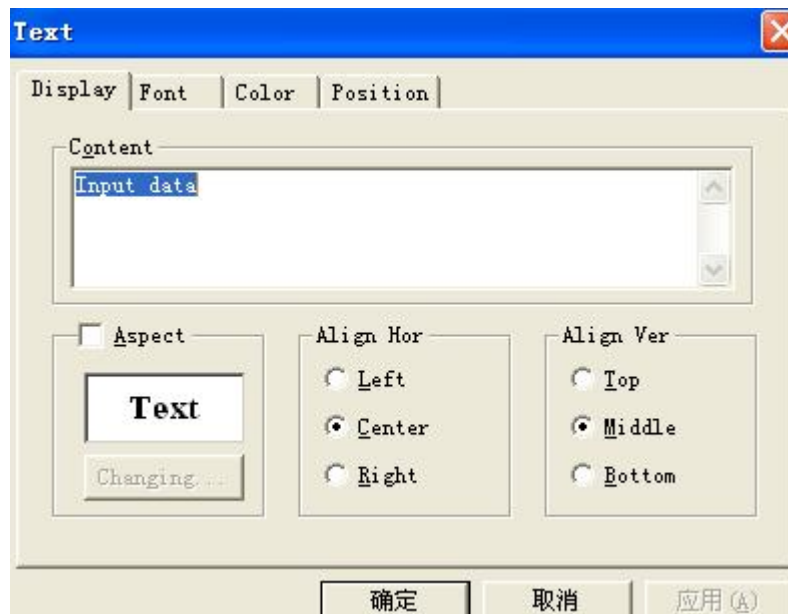 Text
Display Font Color Position
Content
Input data
Aspect
Text
Changing...
Align Hor
Left
Center
Right
Align Ver
Top
Middle
Bottom
确定 取消 应用(A)